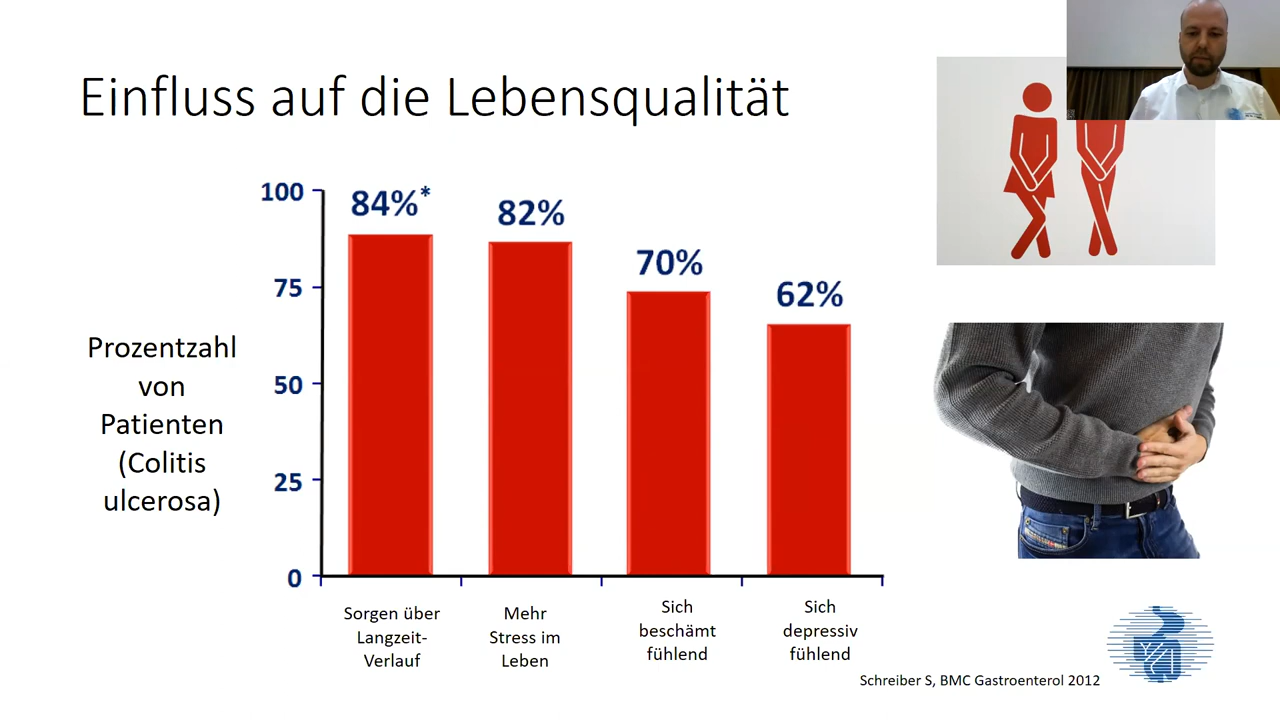 Einfluss auf die Lebensqualität
100
75
50
25
0
84%*
82%
70%
62%
Prozentzahl
von
Patienten
(Colitis
ulcerosa)
Sorgen über
Langzeit-
Verlauf
Mehr
Stress im
Leben
Sich
beschämt
fühlend
Sich
depressiv
fühlend
Schreiber S, BMC Gastroenterol 2012